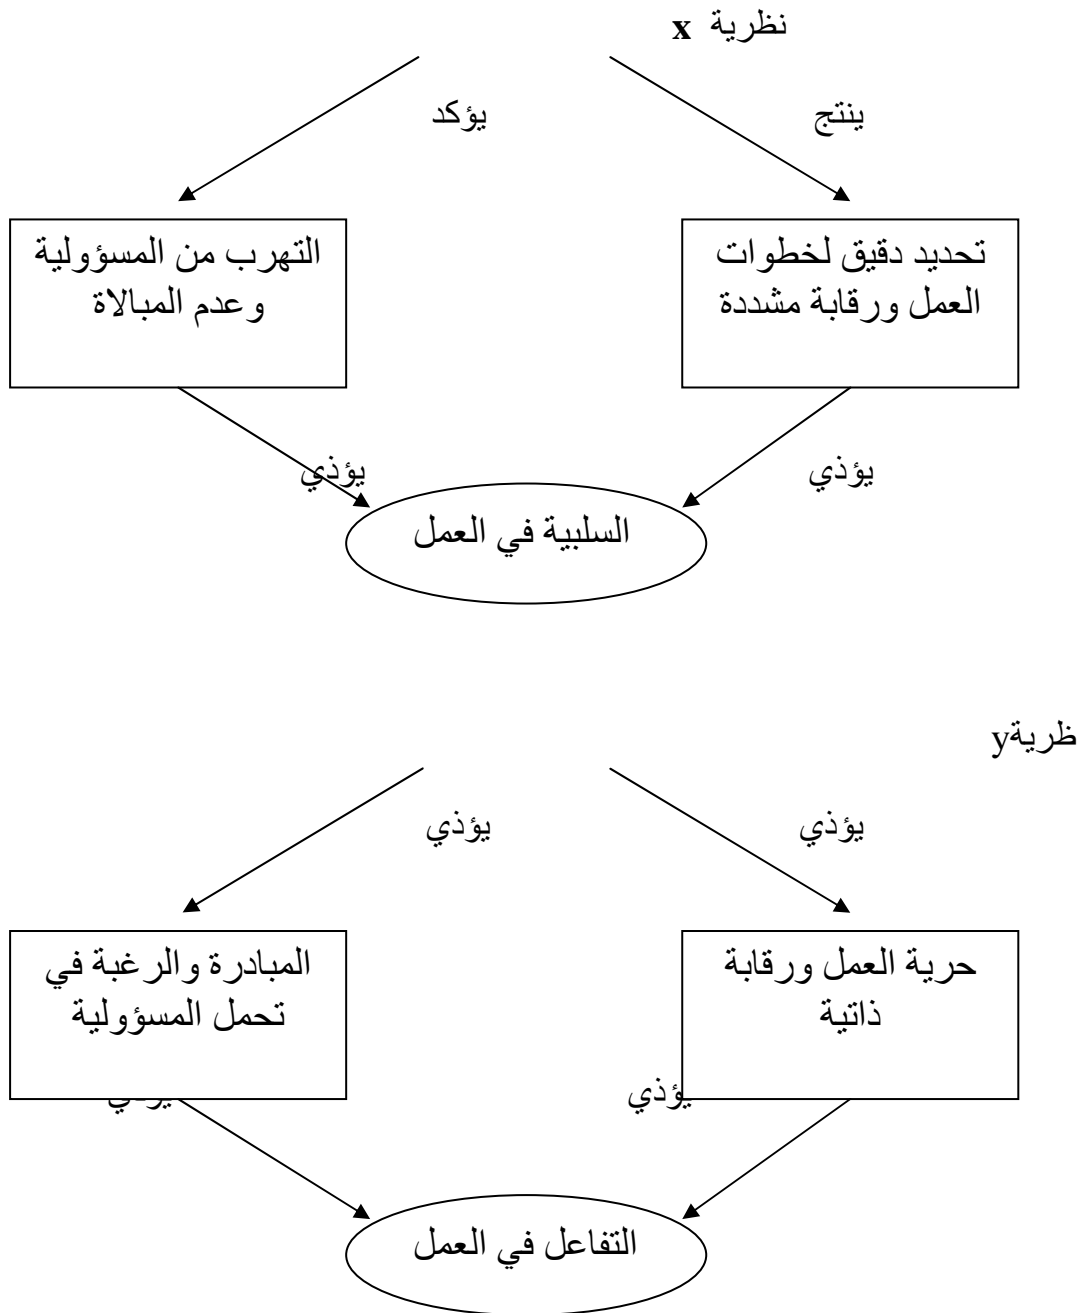 نظرية x
ينتج
يؤكد
تحديد دقيق لخطوات
العمل ورقابة مشددة
التهرب من المسؤولية
وعدم المبالاة
يؤذي
يؤذي
السلبية في العمل
ظرية y
يؤذي
يؤذي
حرية العمل ورقابة
ذاتية
المبادرة والرغبة في
تحمل المسؤولية
يؤذي
التفاعل في العمل